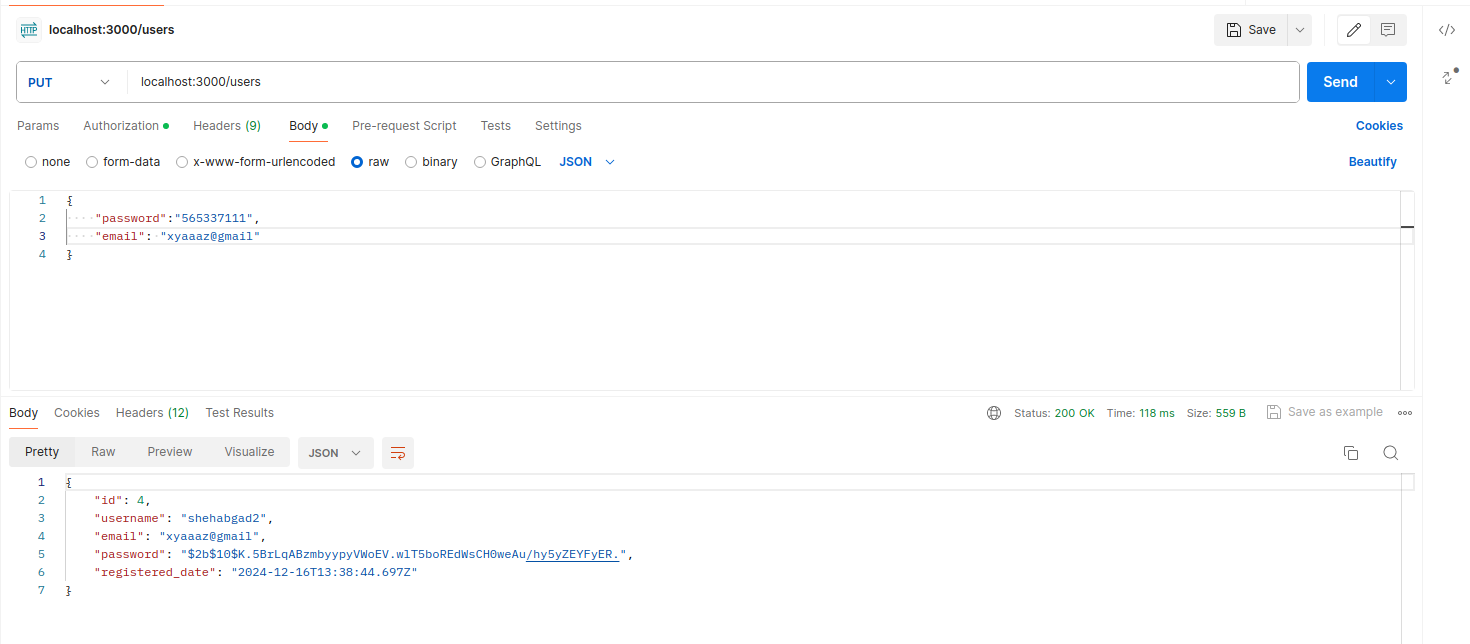 HTTP localhost:3000/users Save
PUT localhost:3000/users Send
Params Authorization Headers (9) Body Pre-request Script Tests Settings Cookies
none form-data x-www-form-urlencoded raw binary GraphQL JSON Beautify
1 {
2 ····"password":"565337111",
3 ····"email":·"xyaaaz@gmail"
4 }
Body Cookies Headers (12) Test Results Status: 200 OK Time: 118 ms Size: 559 B Save as example
Pretty Raw Preview Visualize JSON
1 {
2 "id": 4,
3 "username": "shehabgad2",
4 "email": "xyaaaz@gmail",
5 "password": "$2b$10$K.5BrLqABzmbyypyVWoEV.wlT5boREdWsCH0weAu/hy5yZEYFyER.",
6 "registered_date": "2024-12-16T13:38:44.697Z"
7 }